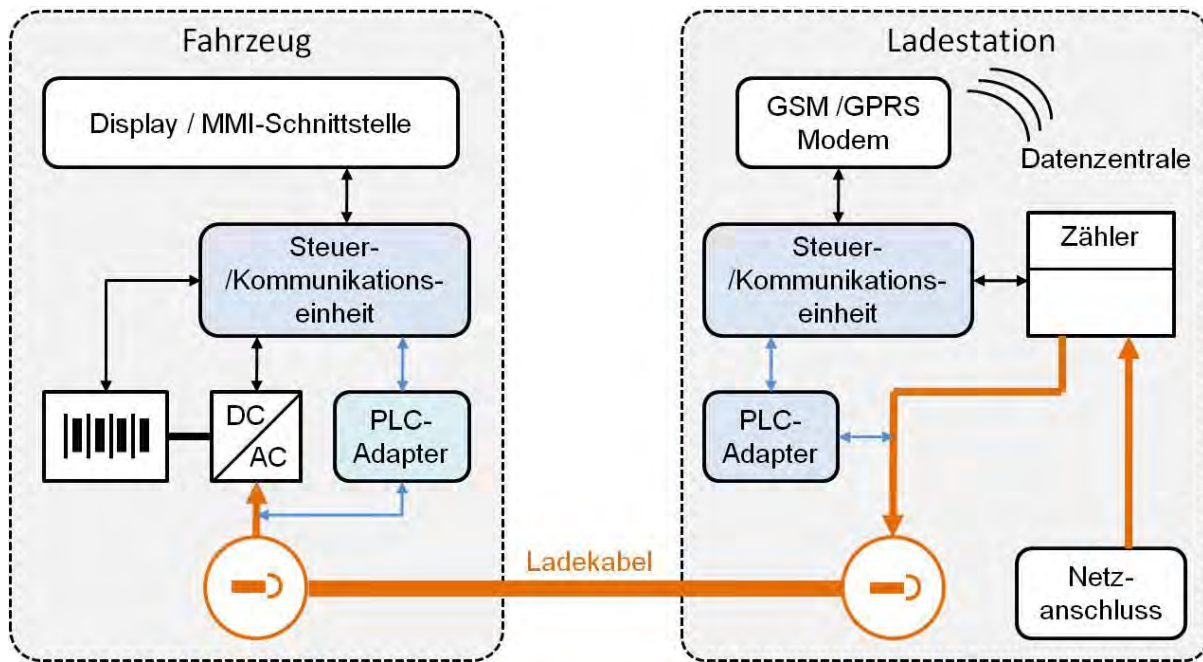 Fahrzeug
Display / MMI-Schnittstelle
Steuer-
/Kommunikations-
einheit
DC
AC
PLC-
Adapter
Ladekabel
Ladestation
GSM /GPRS
Modem
Datenzentrale
Steuer-
/Kommunikations-
einheit
Zähler
PLC-
Adapter
Netz-
anschluss